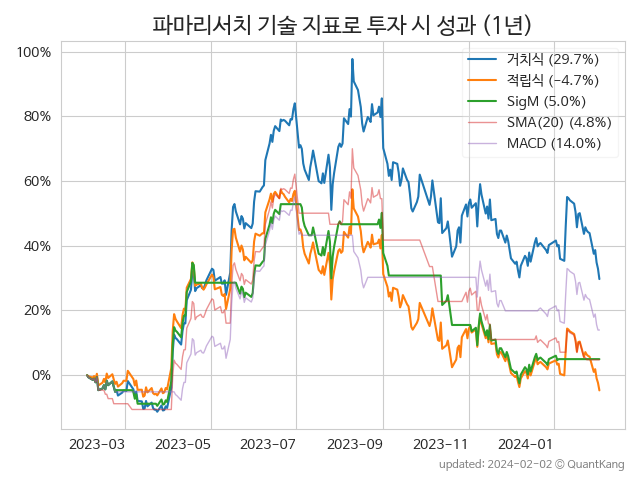 파마리서치 기술 지표로 투자 시 성과 (1년)
거치식 (29.7%)
적립식 (−4.7%)
SigM (5.0%)
SMA(20) (4.8%)
MACD (14.0%)
100%
80%
60%
40%
20%
0%
2023−03 2023−05 2023−07 2023−09 2023−11 2024−01
updated: 2024−02−02 © QuantKang